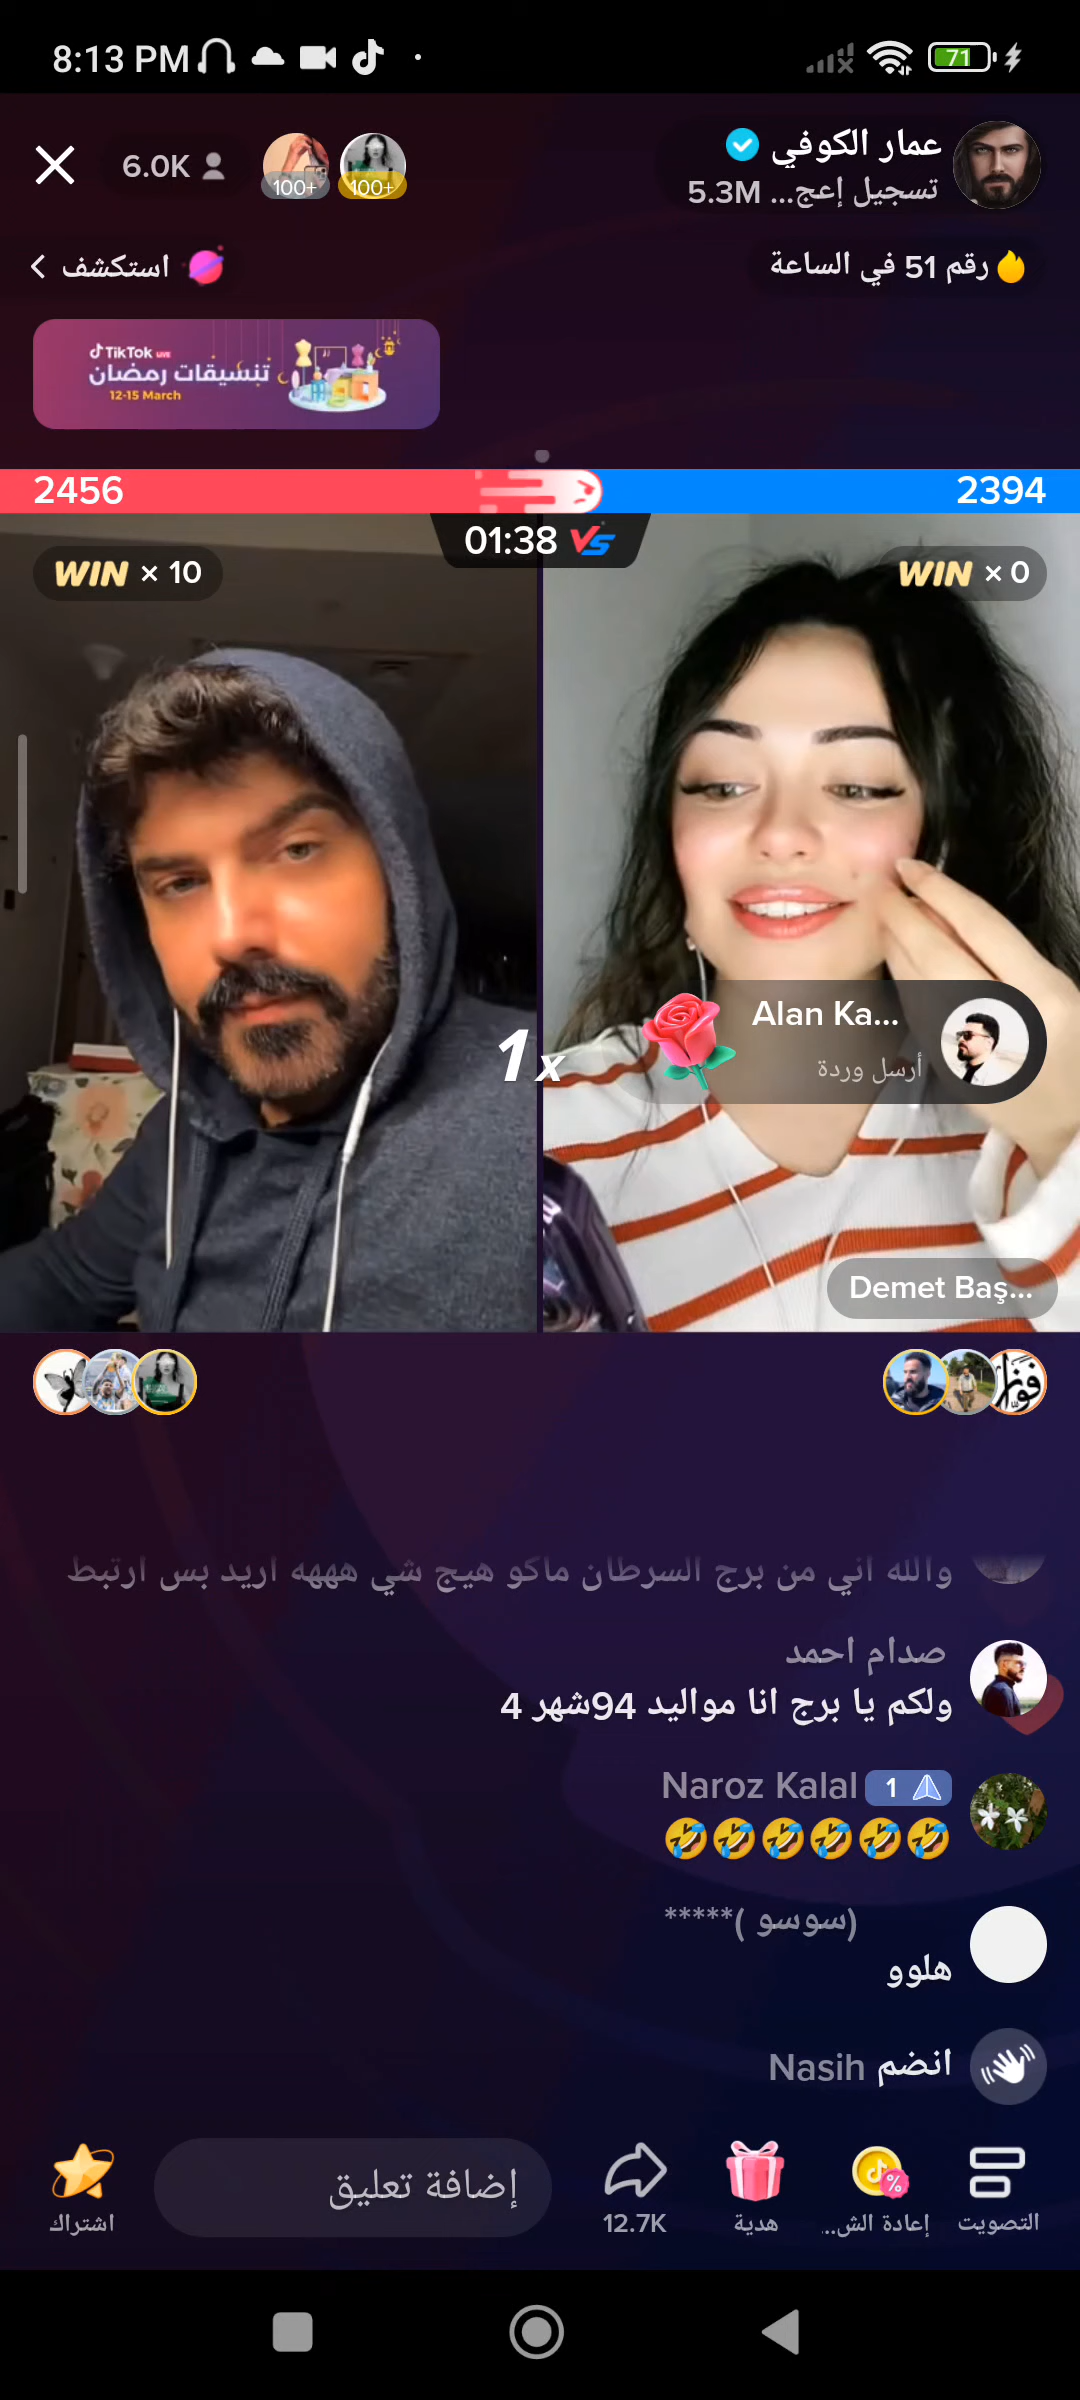 8:13 PM
71
6.0K
100+
100+
عمار الكوفي
تسجيل إعج... 5.3M
استكشف
رقم 51 في الساعة
TikTok LIVE
تنسيقات رمضان
12-15 March
2456
2394
01:38 VS
WIN × 10
WIN × 0
Alan Ka...
أرسل وردة
1x
Demet Baş...
والله اني من برج السرطان ماكو هيج شي هههه اريد بس ارتبط
صدام احمد
ولكم يا برج انا مواليد 94شهر 4
Naroz Kalal 1
🤣🤣🤣🤣🤣🤣
(سوسو )*****
هلوو
انضم Nasih
اشتراك
إضافة تعليق
12.7K
هدية
إعادة الش...
التصويت